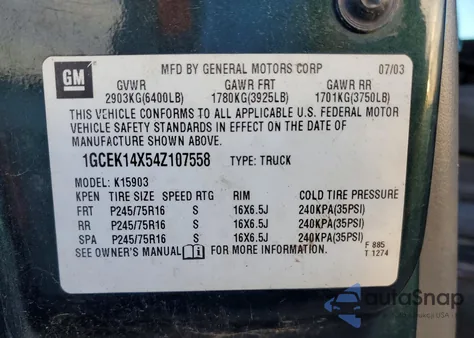 GM
MFD BY GENERAL MOTORS CORP 07/03
GVWR GAWR FRT GAWR RR
2903KG(6400LB) 1780KG(3925LB) 1701KG(3750LB)
THIS VEHICLE CONFORMS TO ALL APPLICABLE U.S. FEDERAL MOTOR
VEHICLE SAFETY STANDARDS IN EFFECT ON THE DATE OF
MANUFACTURE SHOWN ABOVE.
1GCEK14X54Z107558 TYPE: TRUCK
MODEL: K15903
KPEN TIRE SIZE SPEED RTG RIM COLD TIRE PRESSURE
FRT P245/75R16 S 16X6.5J 240KPA(35PSI)
RR P245/75R16 S 16X6.5J 240KPA(35PSI)
SPA P245/75R16 S 16X6.5J 240KPA(35PSI)
SEE OWNER'S MANUAL i FOR MORE INFORMATION. F 885
T 1274
autoSnap